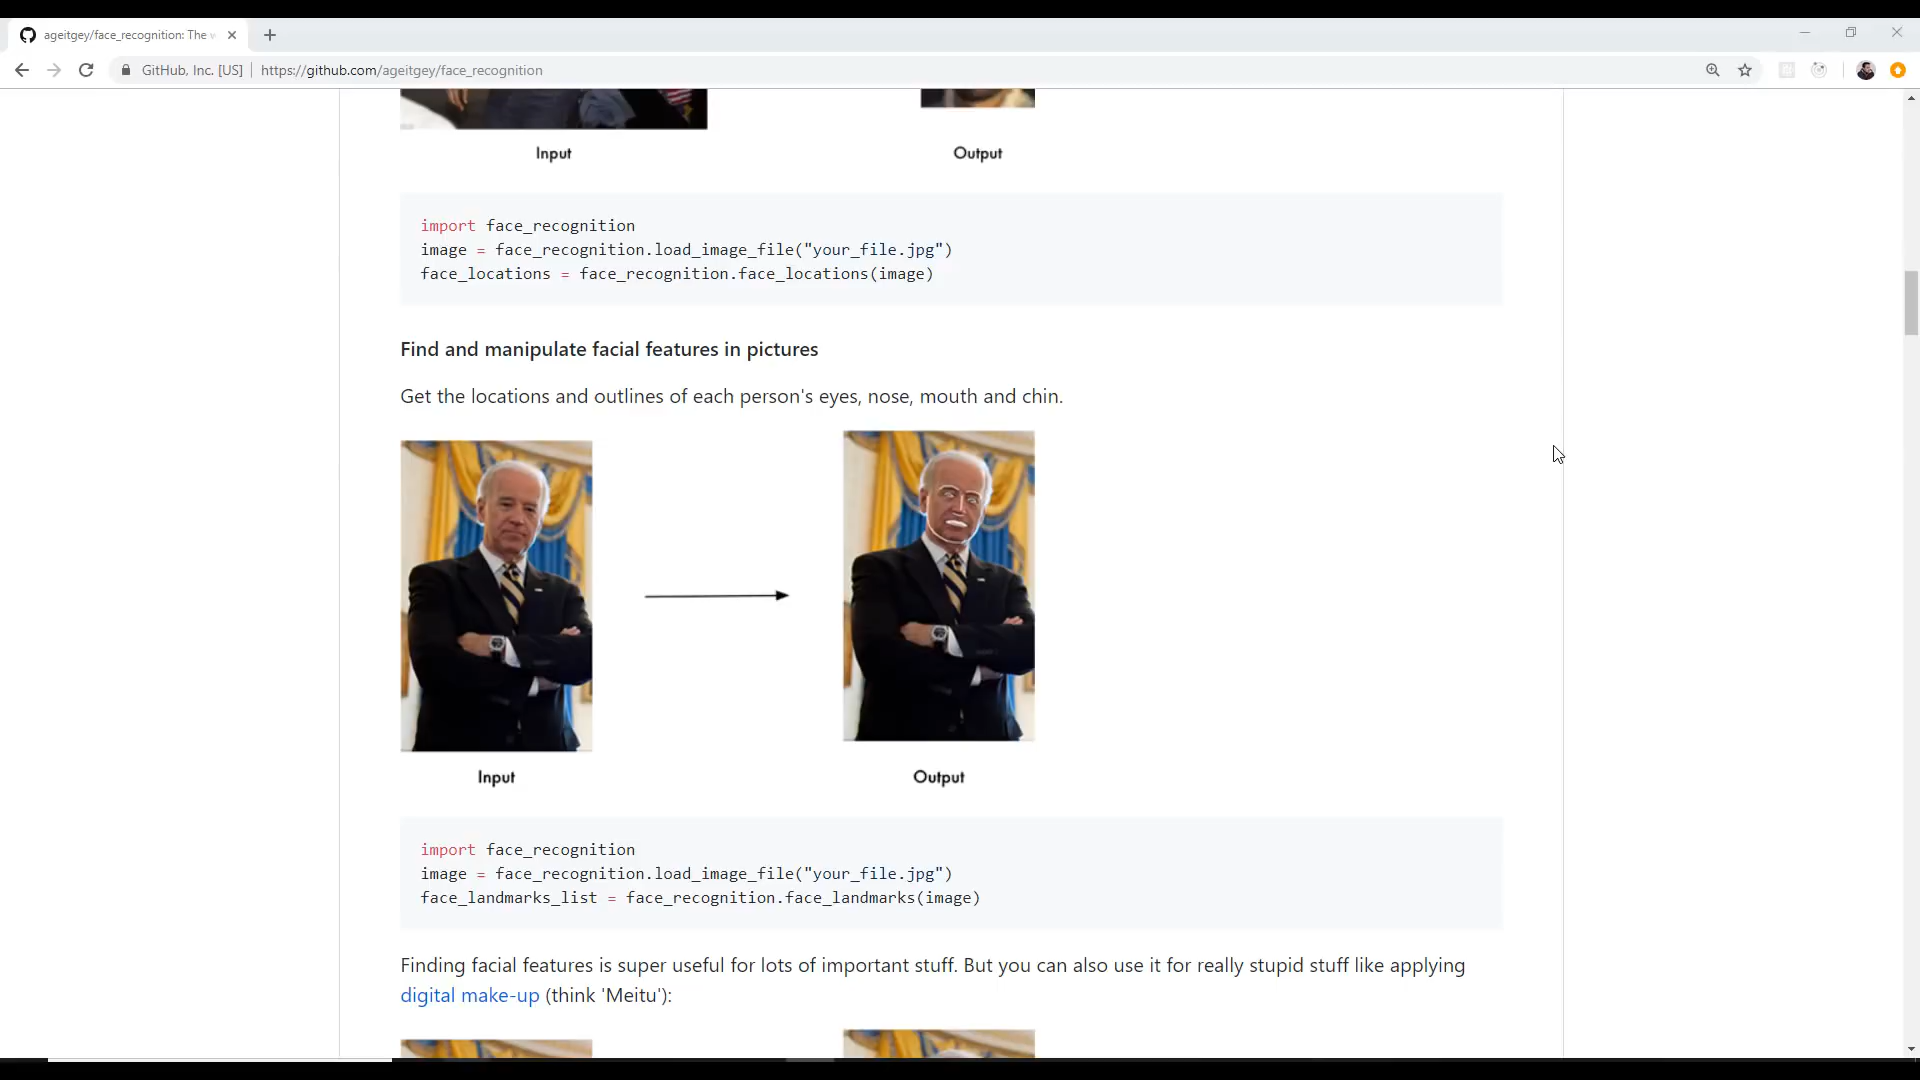 ageitgey/face_recognition: The w
GitHub, Inc. [US] https://github.com/ageitgey/face_recognition
Input Output
import face_recognition
image = face_recognition.load_image_file("your_file.jpg")
face_locations = face_recognition.face_locations(image)
Find and manipulate facial features in pictures
Get the locations and outlines of each person's eyes, nose, mouth and chin.
Input Output
import face_recognition
image = face_recognition.load_image_file("your_file.jpg")
face_landmarks_list = face_recognition.face_landmarks(image)
Finding facial features is super useful for lots of important stuff. But you can also use it for really stupid stuff like applying
digital make-up (think 'Meitu'):